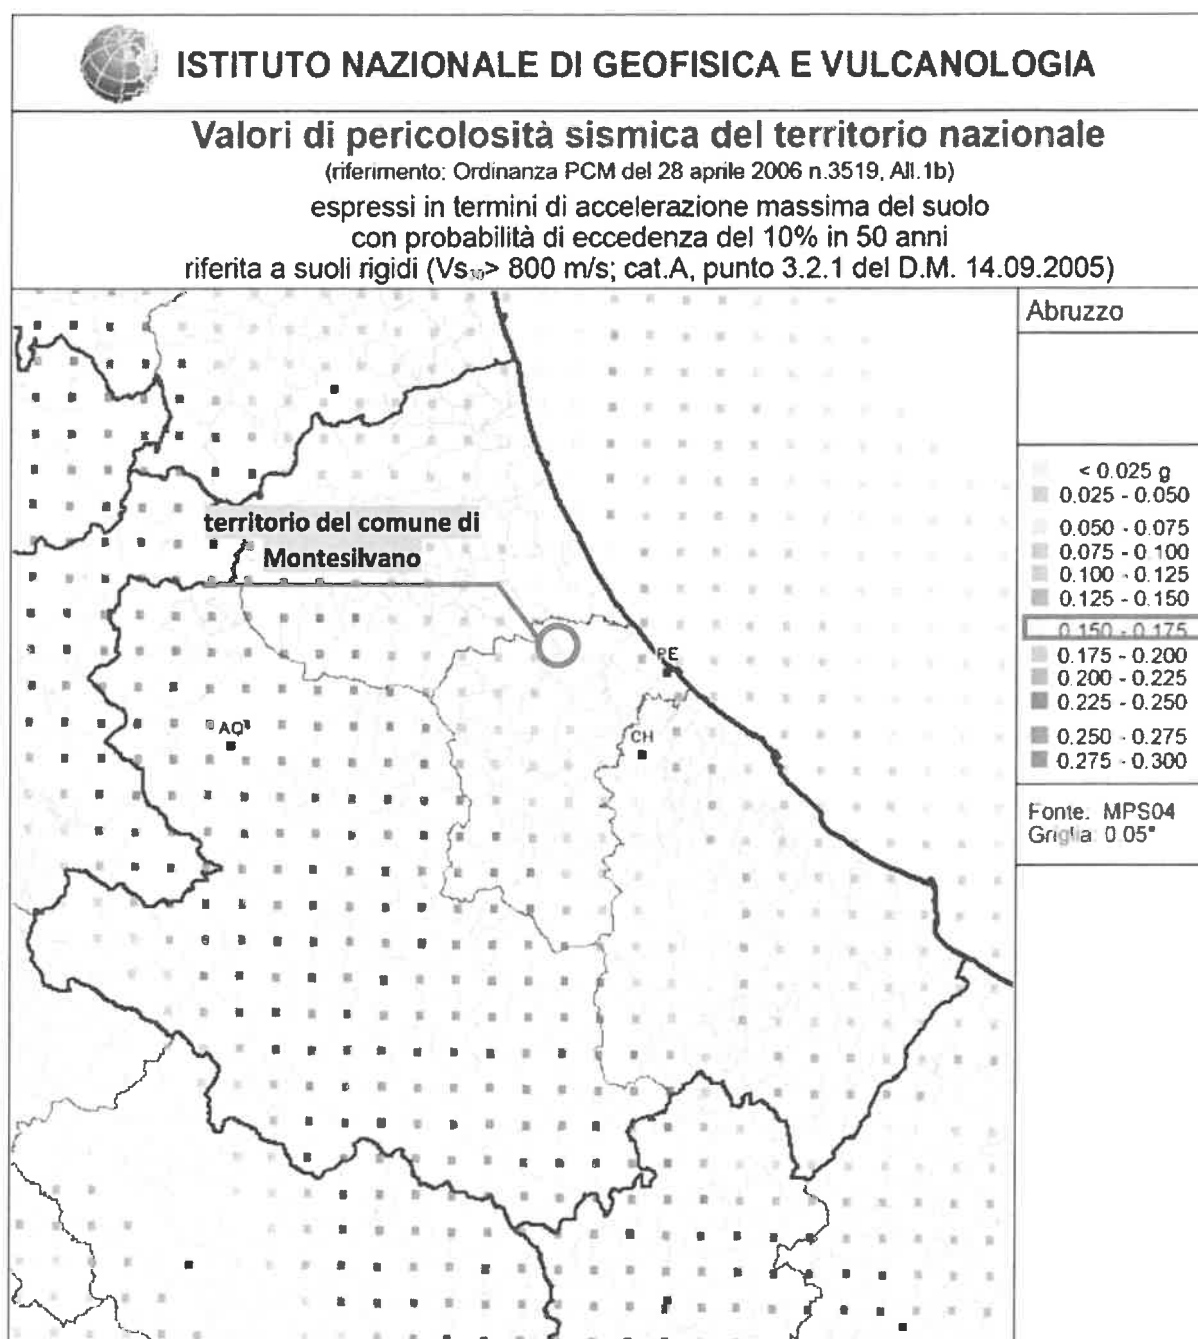 ISTITUTO NAZIONALE DI GEOFISICA E VULCANOLOGIA
Valori di pericolosità sismica del territorio nazionale
(riferimento: Ordinanza PCM del 28 aprile 2006 n.3519, All.1b)
espressi in termini di accelerazione massima del suolo
con probabilità di eccedenza del 10% in 50 anni
riferita a suoli rigidi (Vs₃₀> 800 m/s; cat.A, punto 3.2.1 del D.M. 14.09.2005)
Abruzzo
< 0.025 g
0.025 - 0.050
0.050 - 0.075
0.075 - 0.100
0.100 - 0.125
0.125 - 0.150
0.150 - 0.175
0.175 - 0.200
0.200 - 0.225
0.225 - 0.250
0.250 - 0.275
0.275 - 0.300
Fonte: MPS04
Griglia 0.05°
territorio del comune di
Montesilvano
PE
AQ
CH